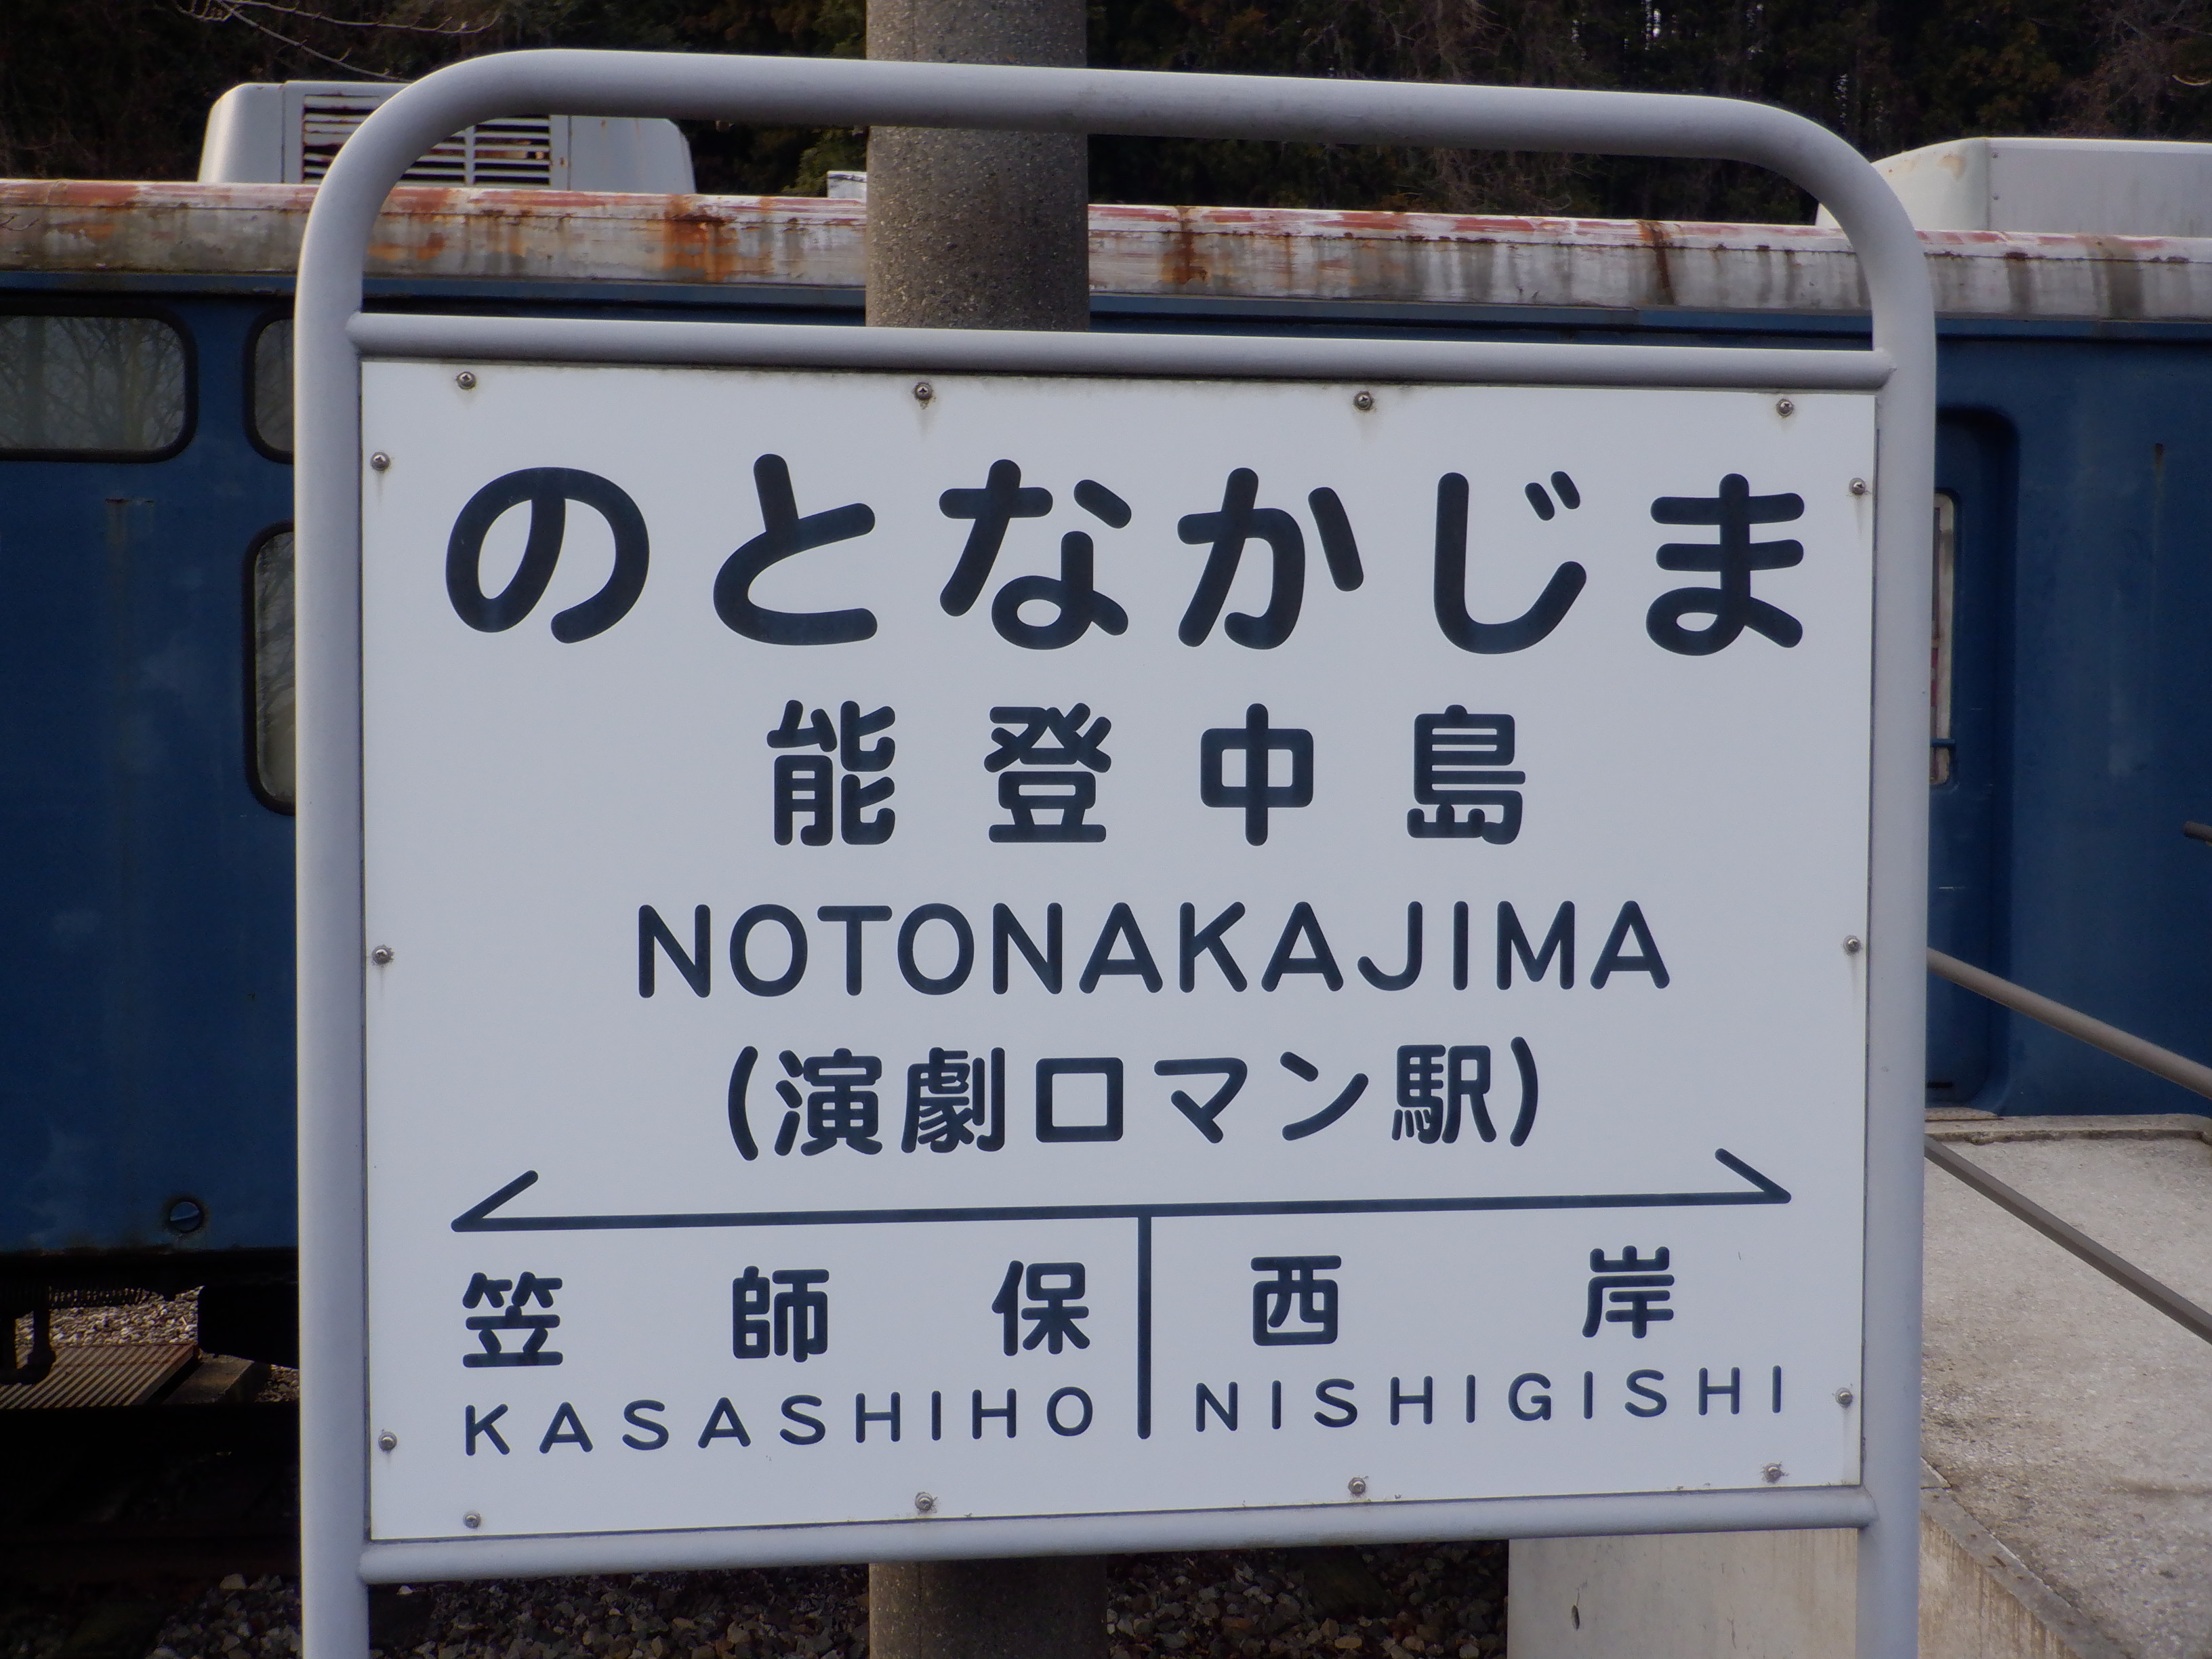 のとなかじま
能登中島
NOTONAKAJIMA
(演劇ロマン駅)
笠師保 西岸
KASASHIHO NISHIGISHI